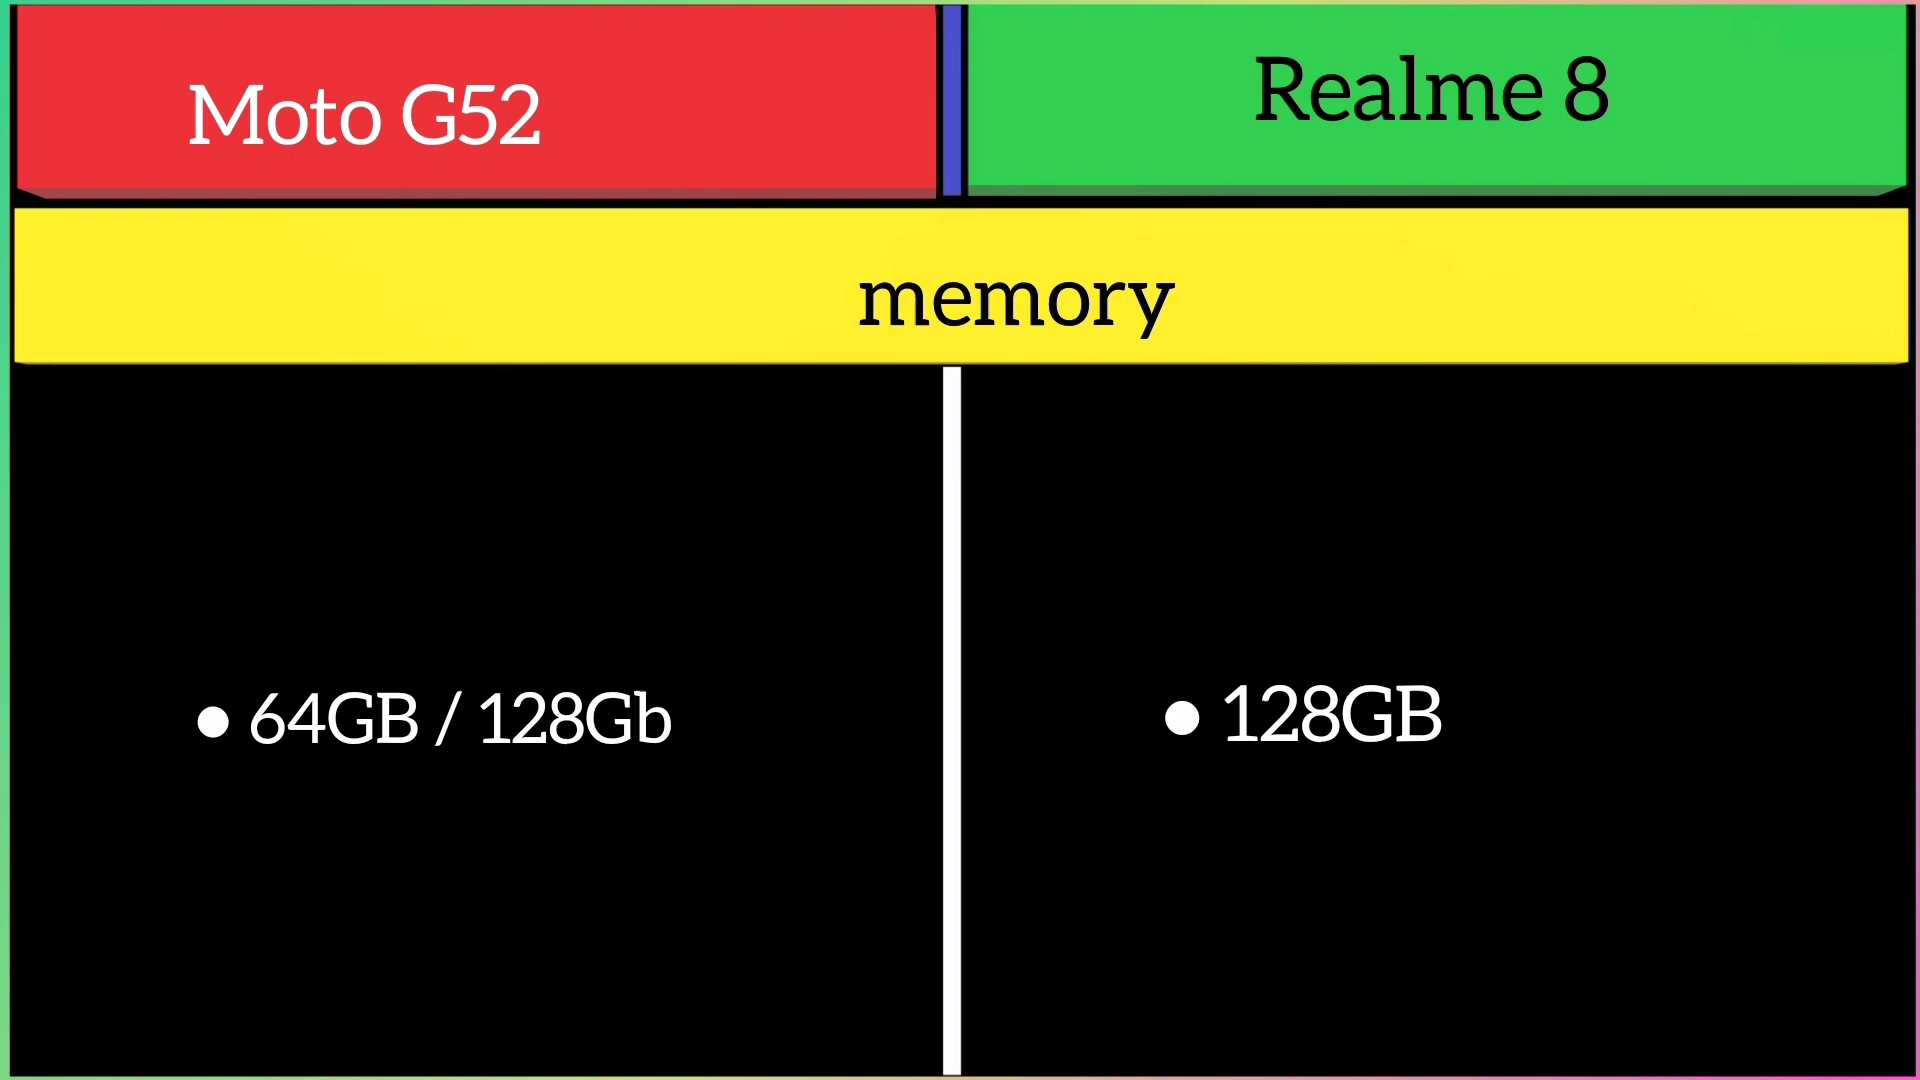 Moto G52
Realme 8
memory
● 64GB / 128Gb
● 128GB